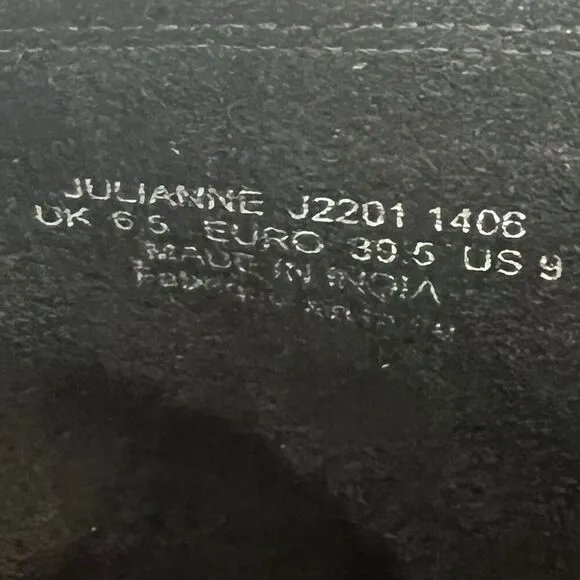 JULIANNE J2201 1406
UK 6.5 EURO 39.5 US 9
MADE IN INDIA